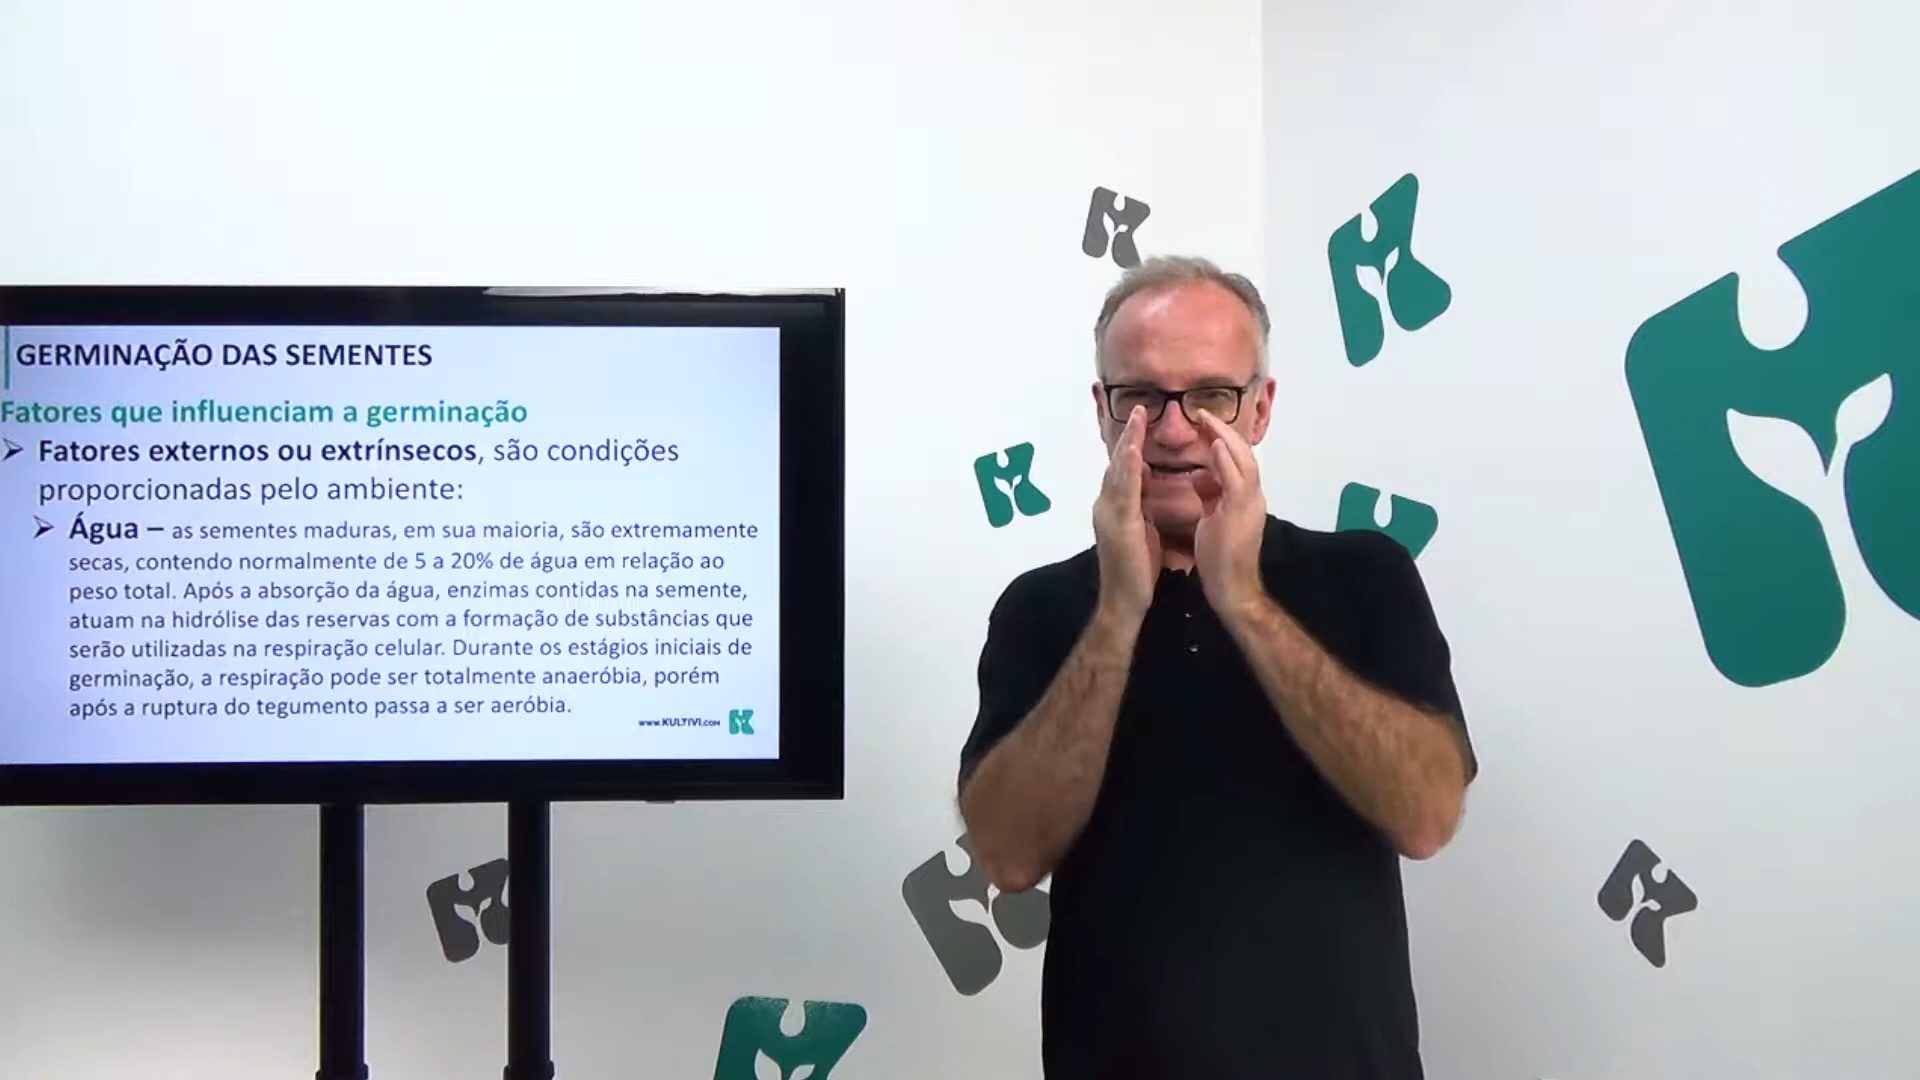 GERMINAÇÃO DAS SEMENTES
Fatores que influenciam a germinação
➢ Fatores externos ou extrínsecos, são condições
proporcionadas pelo ambiente:
➢ Água – as sementes maduras, em sua maioria, são extremamente
secas, contendo normalmente de 5 a 20% de água em relação ao
peso total. Após a absorção da água, enzimas contidas na semente,
atuam na hidrólise das reservas com a formação de substâncias que
serão utilizadas na respiração celular. Durante os estágios iniciais de
germinação, a respiração pode ser totalmente anaeróbia, porém
após a ruptura do tegumento passa a ser aeróbia.
www.KULTIVI.com